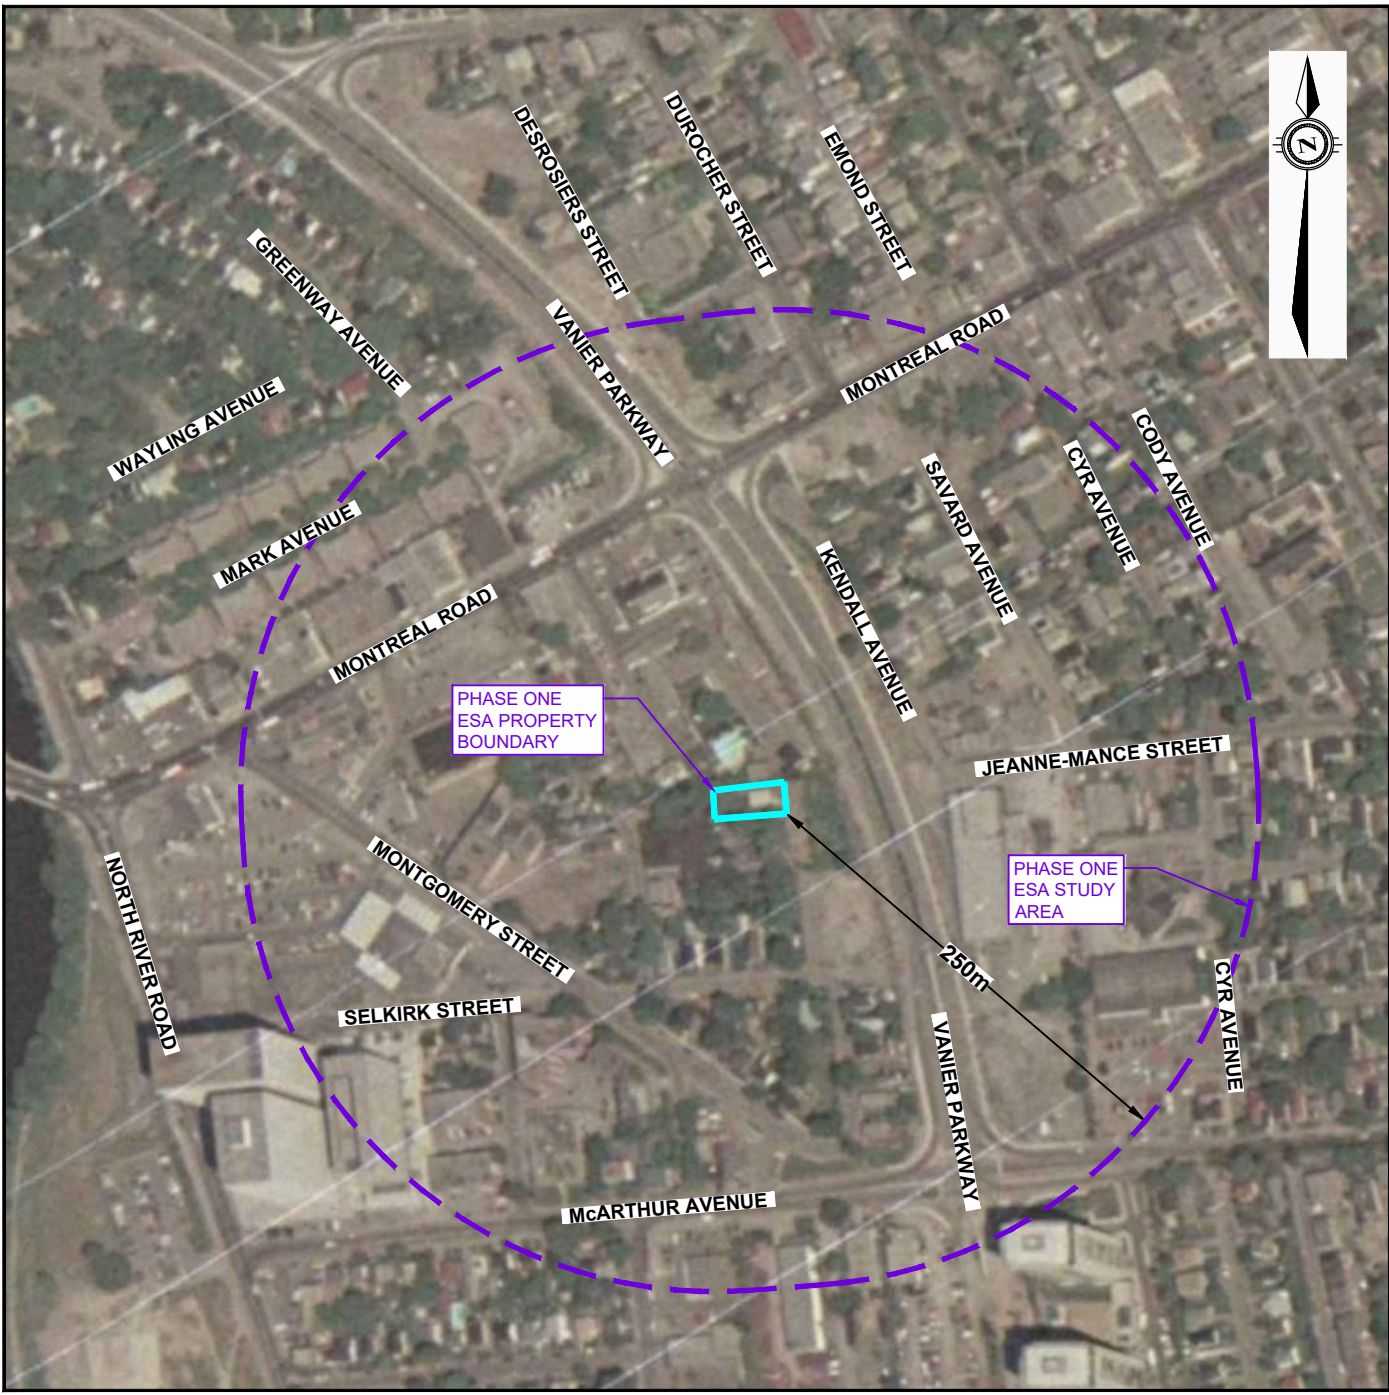 DESROSIERS STREET
DUROCHER STREET
EMOND STREET
N
GREENWAY AVENUE
VANIER PARKWAY
MONTREAL ROAD
WAYLING AVENUE
CODY AVENUE
CYR AVENUE
SAVARD AVENUE
MARK AVENUE
KENDALL AVENUE
MONTREAL ROAD
PHASE ONE
ESA PROPERTY
BOUNDARY
JEANNE-MANCE STREET
MONTGOMERY STREET
NORTH RIVER ROAD
PHASE ONE
ESA STUDY
AREA
250m
SELKIRK STREET
CYR AVENUE
VANIER PARKWAY
McARTHUR AVENUE